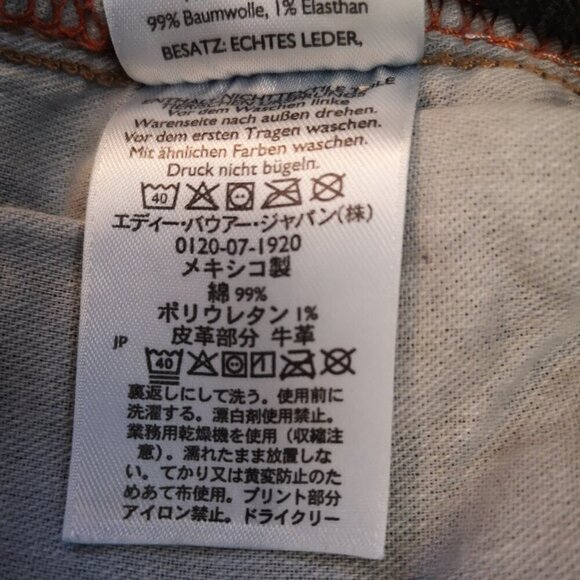 99% Baumwolle, 1% Elasthan
BESATZ: ECHTES LEDER,
Vor dem Waschen linke
Warenseite nach außen drehen.
Vor dem ersten Tragen waschen.
Mit ähnlichen Farben waschen.
Druck nicht bügeln.
40
エディー・バウアー・ジャパン(株)
0120-07-1920
メキシコ製
綿 99%
ポリウレタン 1%
皮革部分 牛革
JP
40
裏返しにして洗う。使用前に
洗濯する。漂白剤使用禁止。
業務用乾燥機を使用（収縮注
意）。濡れたまま放置しな
い。てかり又は黄変防止のた
めあて布使用。プリント部分
アイロン禁止。ドライクリー